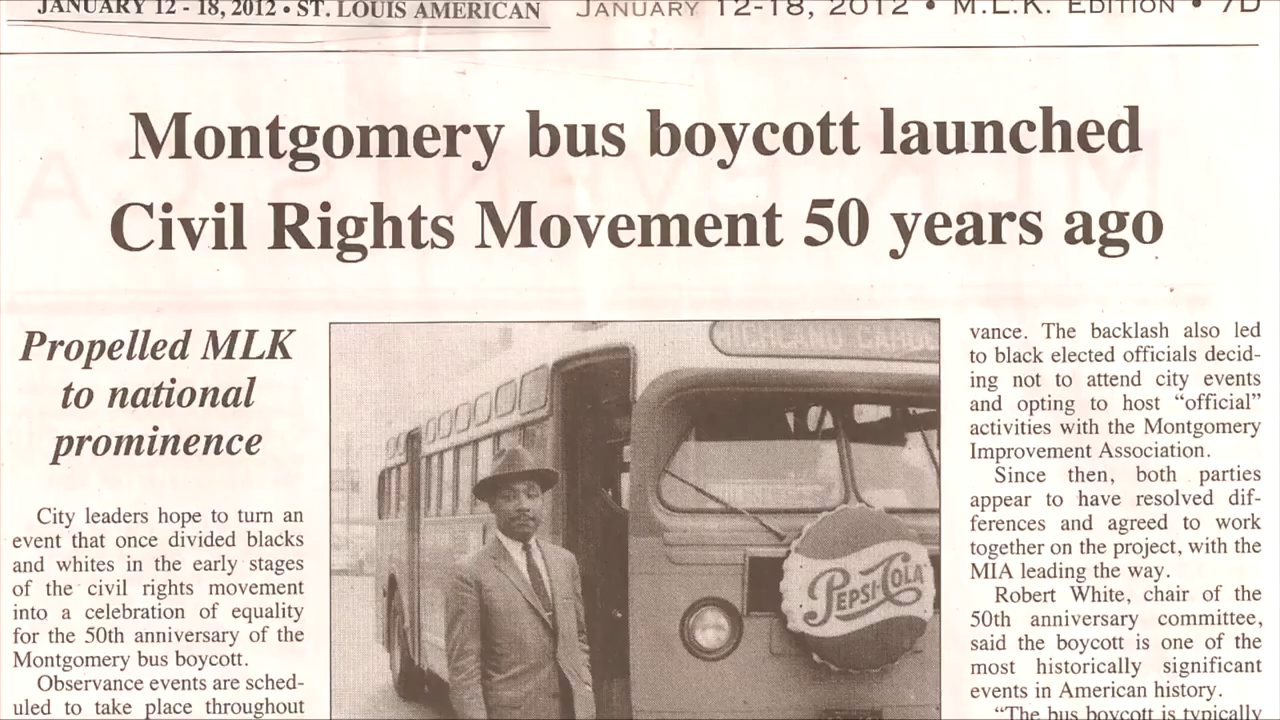 JANUARY 12 - 18, 2012 • ST. LOUIS AMERICAN
JANUARY 12-18, 2012 • M.L.K. EDITION • 7D
Montgomery bus boycott launched
Civil Rights Movement 50 years ago
Propelled MLK
to national
prominence
City leaders hope to turn an
event that once divided blacks
and whites in the early stages
of the civil rights movement
into a celebration of equality
for the 50th anniversary of the
Montgomery bus boycott.
Observance events are sched-
uled to take place throughout
HIGHLAND
PEPSI-COLA
vance. The backlash also led
to black elected officials decid-
ing not to attend city events
and opting to host “official”
activities with the Montgomery
Improvement Association.
Since then, both parties
appear to have resolved dif-
ferences and agreed to work
together on the project, with the
MIA leading the way.
Robert White, chair of the
50th anniversary committee,
said the boycott is one of the
most historically significant
events in American history.
“The bus boycott is typically